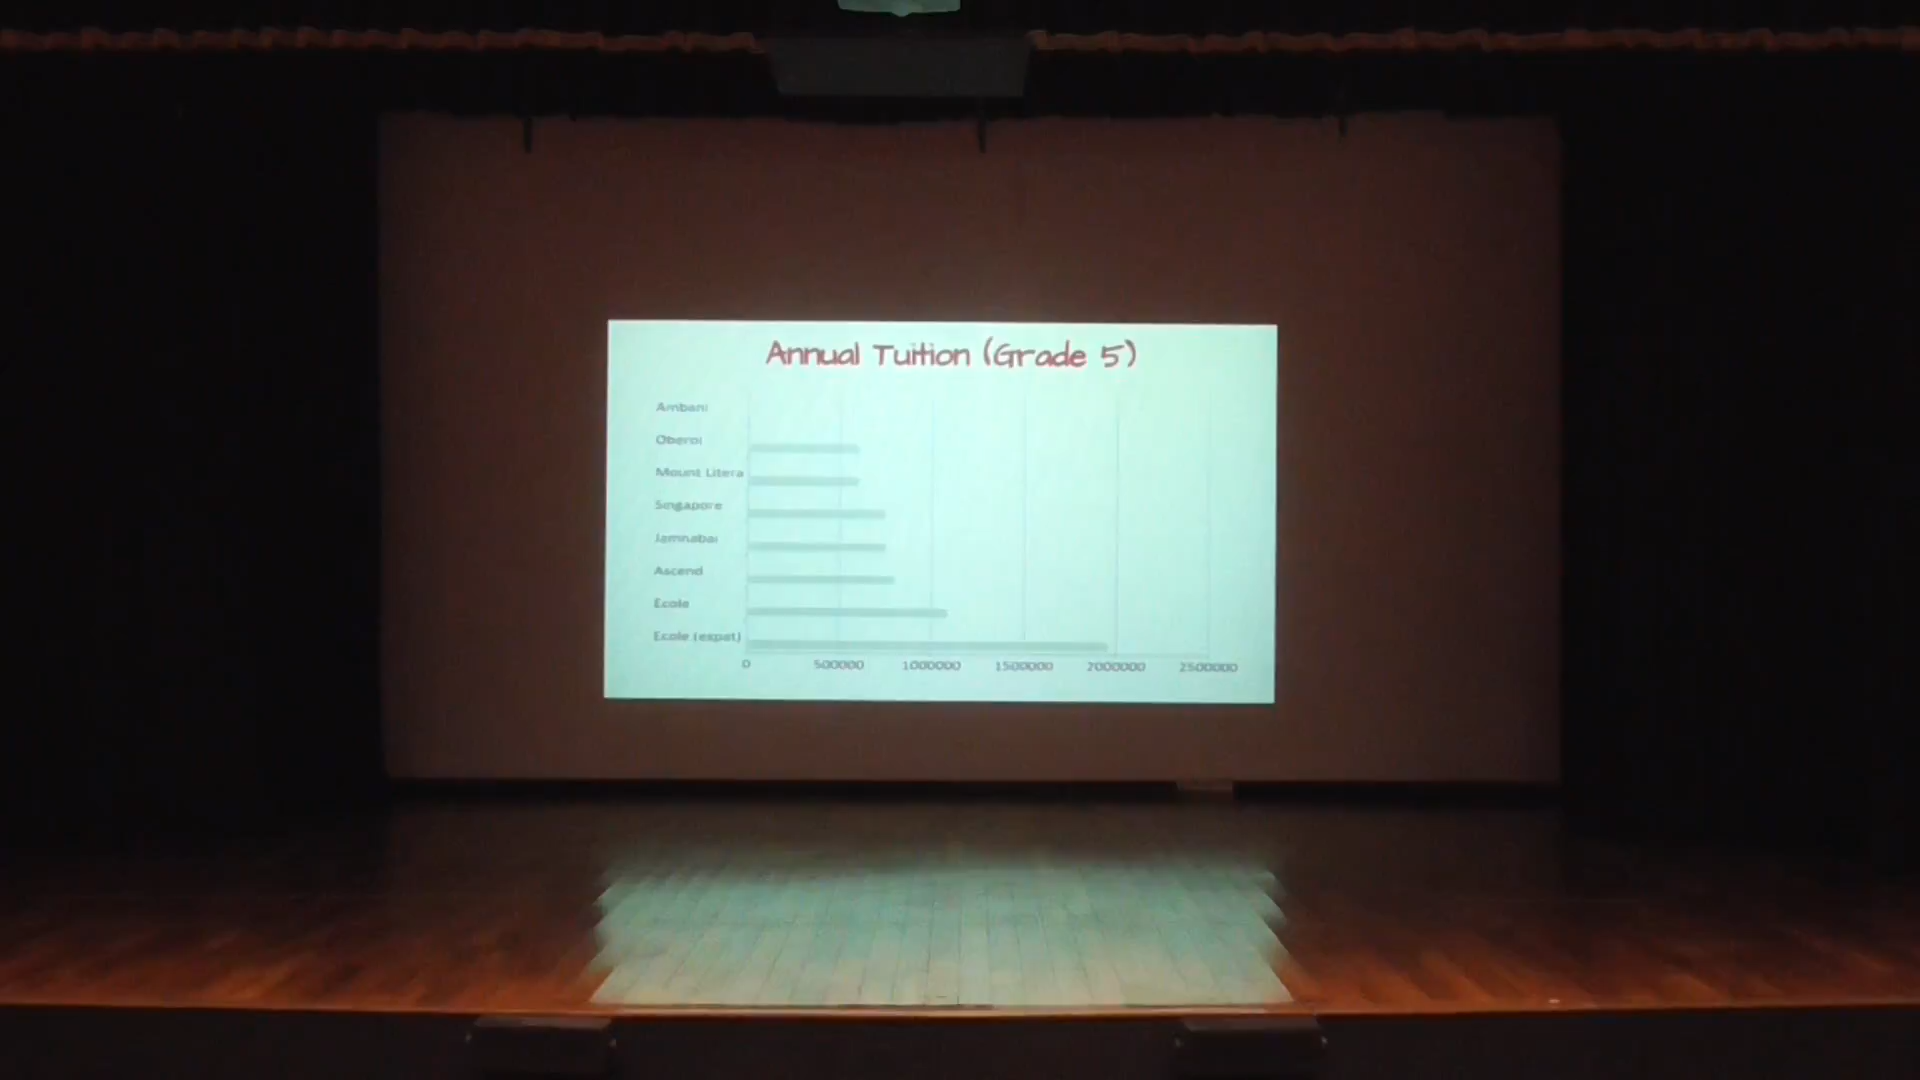 Annual Tuition (Grade 5)
Ambani
Oberoi
Mount Litera
Singapore
Jamnabai
Ascend
Ecole
Ecole (expat)
0 500000 1000000 1500000 2000000 2500000